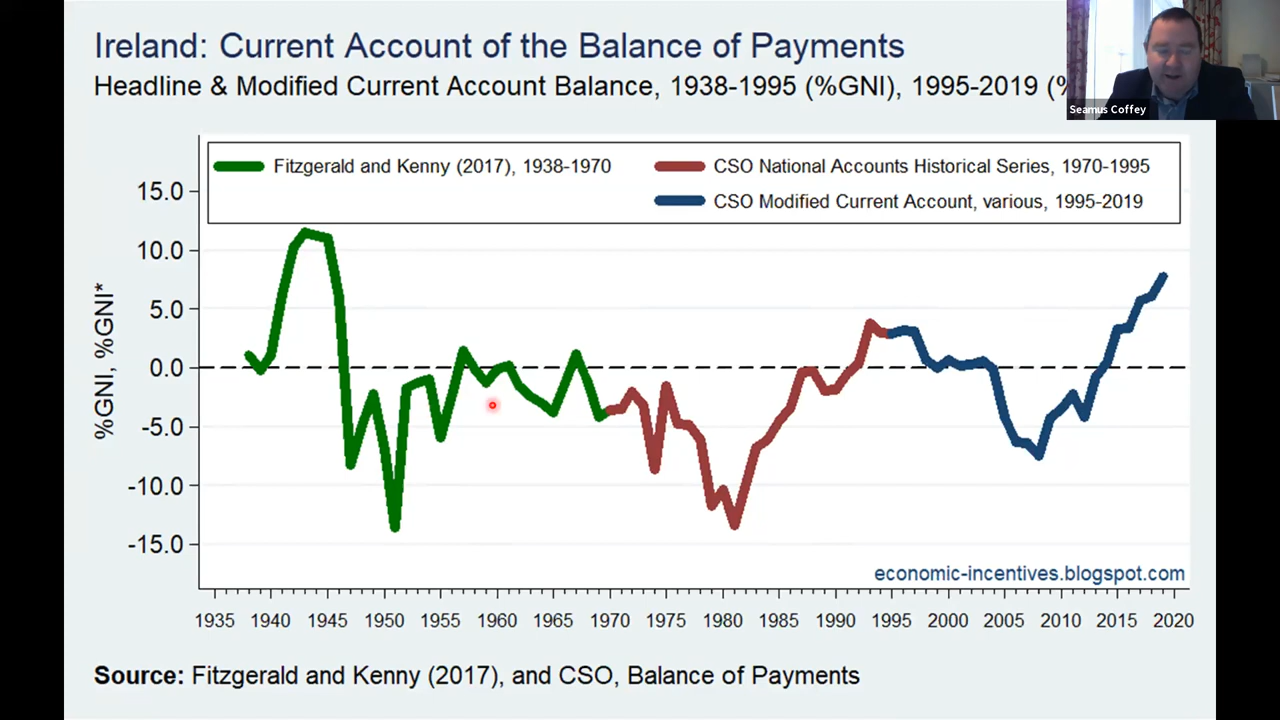 Ireland: Current Account of the Balance of Payments
Headline & Modified Current Account Balance, 1938-1995 (%GNI), 1995-2019 (%
Seamus Coffey
Fitzgerald and Kenny (2017), 1938-1970
CSO National Accounts Historical Series, 1970-1995
CSO Modified Current Account, various, 1995-2019
%GNI, %GNI*
15.0
10.0
5.0
0.0
-5.0
-10.0
-15.0
economic-incentives.blogspot.com
1935 1940 1945 1950 1955 1960 1965 1970 1975 1980 1985 1990 1995 2000 2005 2010 2015 2020
Source: Fitzgerald and Kenny (2017), and CSO, Balance of Payments